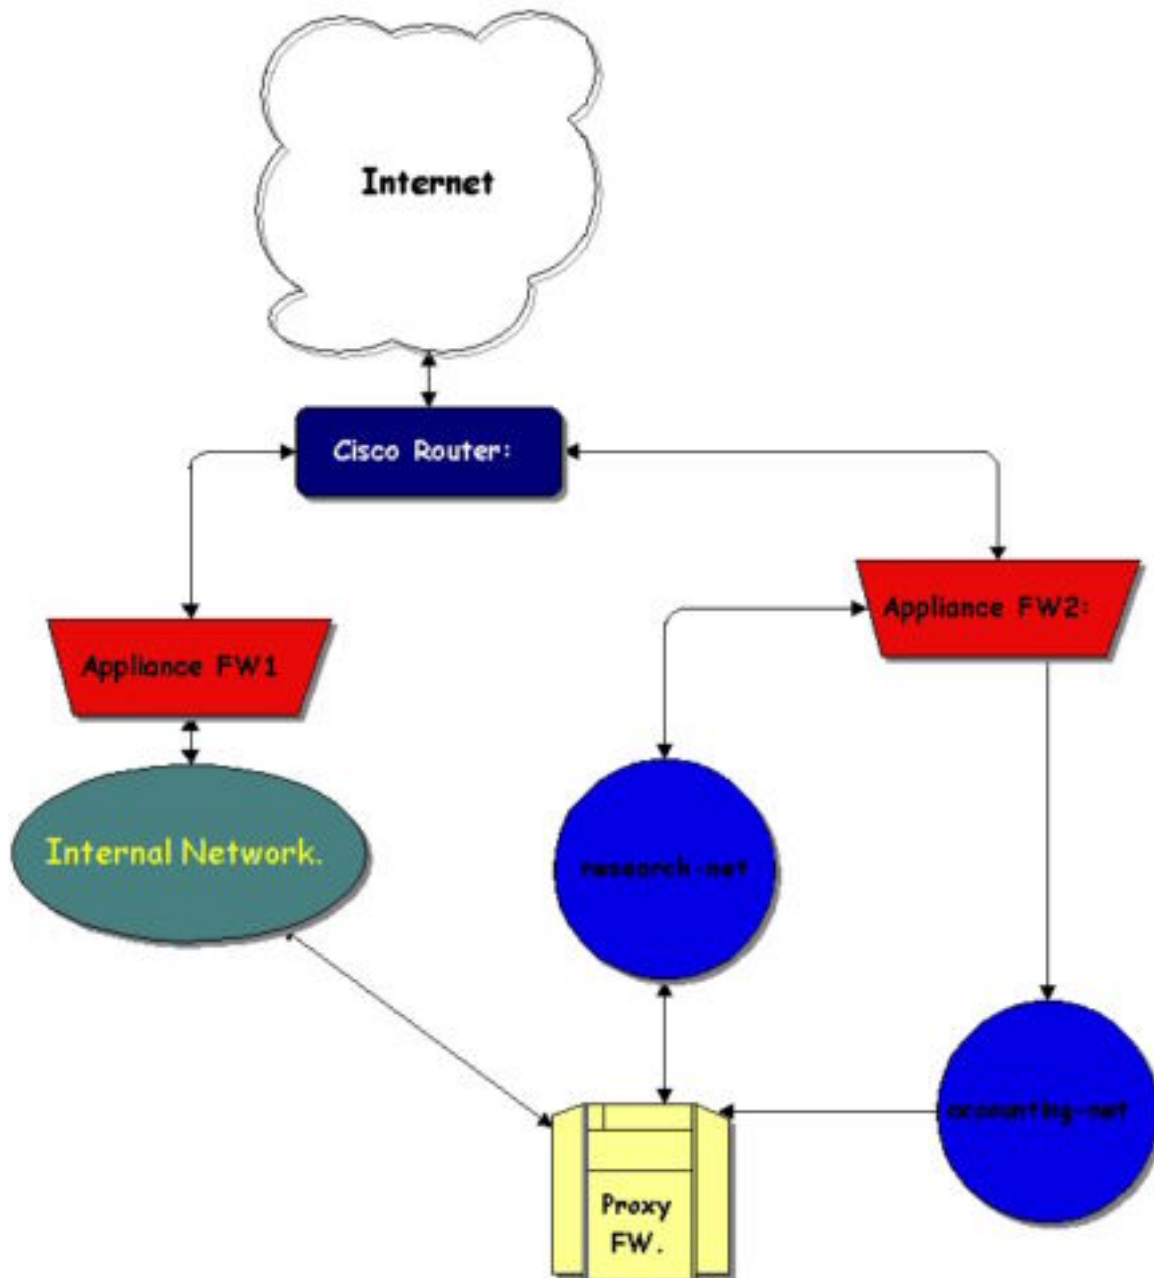 Internet
Cisco Router:
Appliance FW2:
Appliance FW1
Internal Network.
research-net
accounting-net
Proxy
FW.